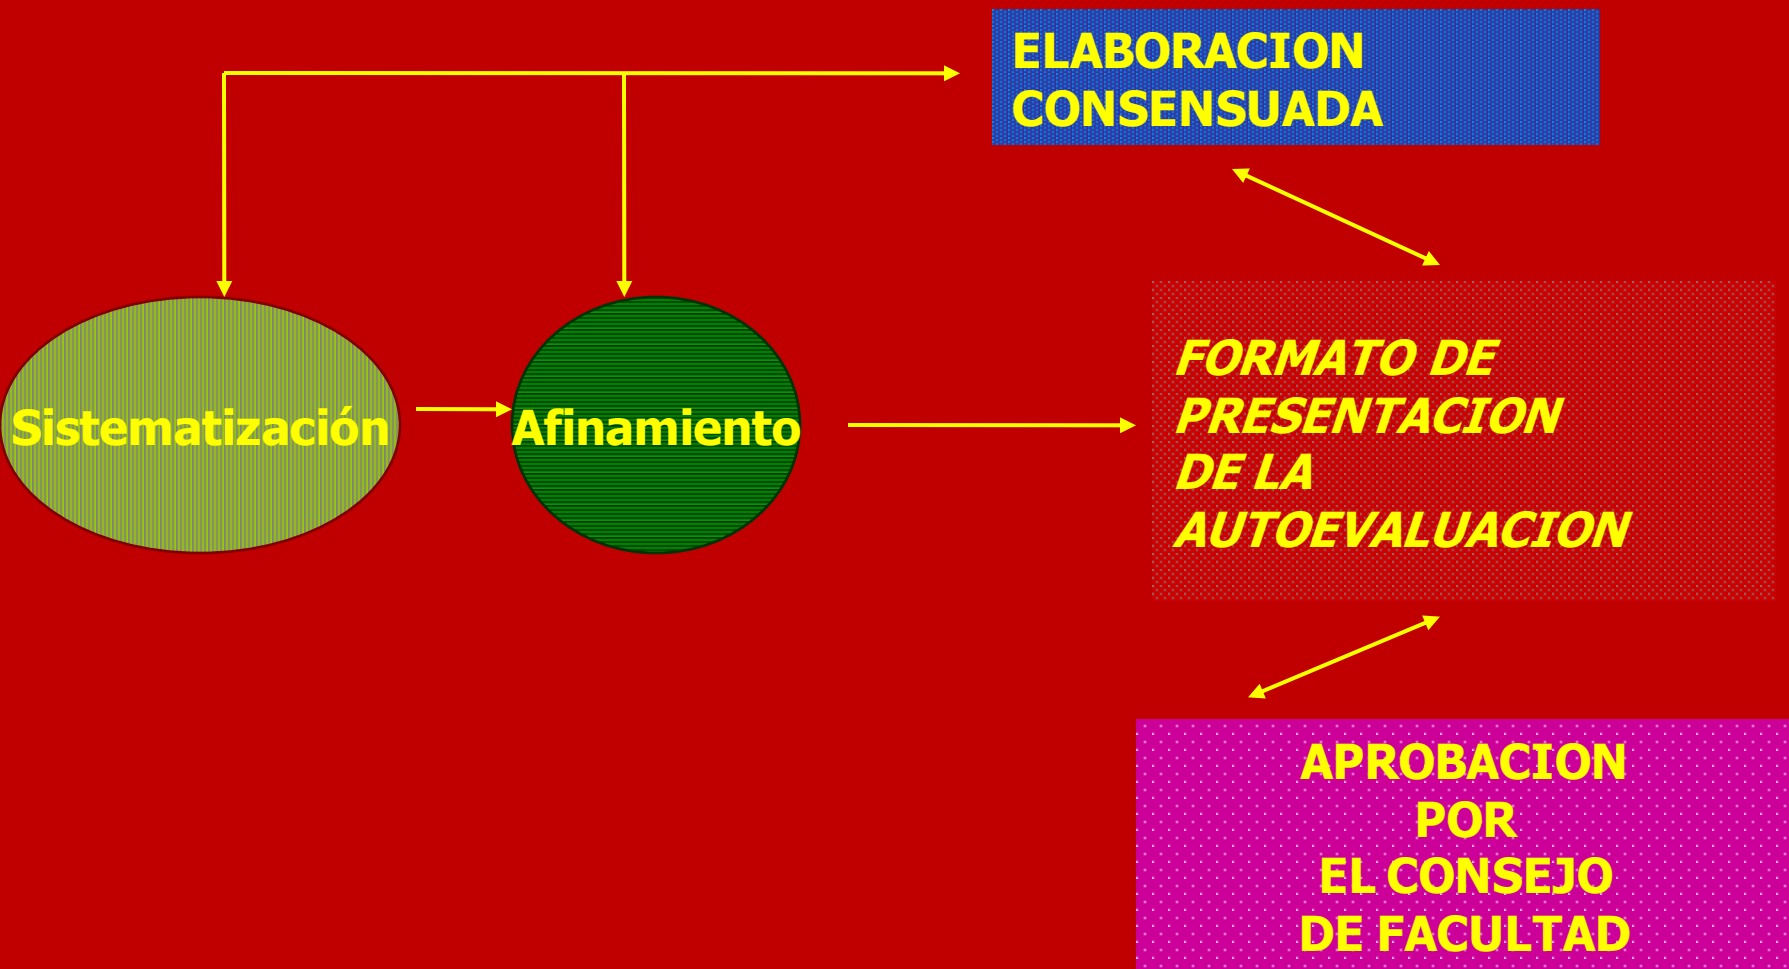 ELABORACION
CONSENSUADA
Sistematización
Afinamiento
FORMATO DE
PRESENTACION
DE LA
AUTOEVALUACION
APROBACION
POR
EL CONSEJO
DE FACULTAD